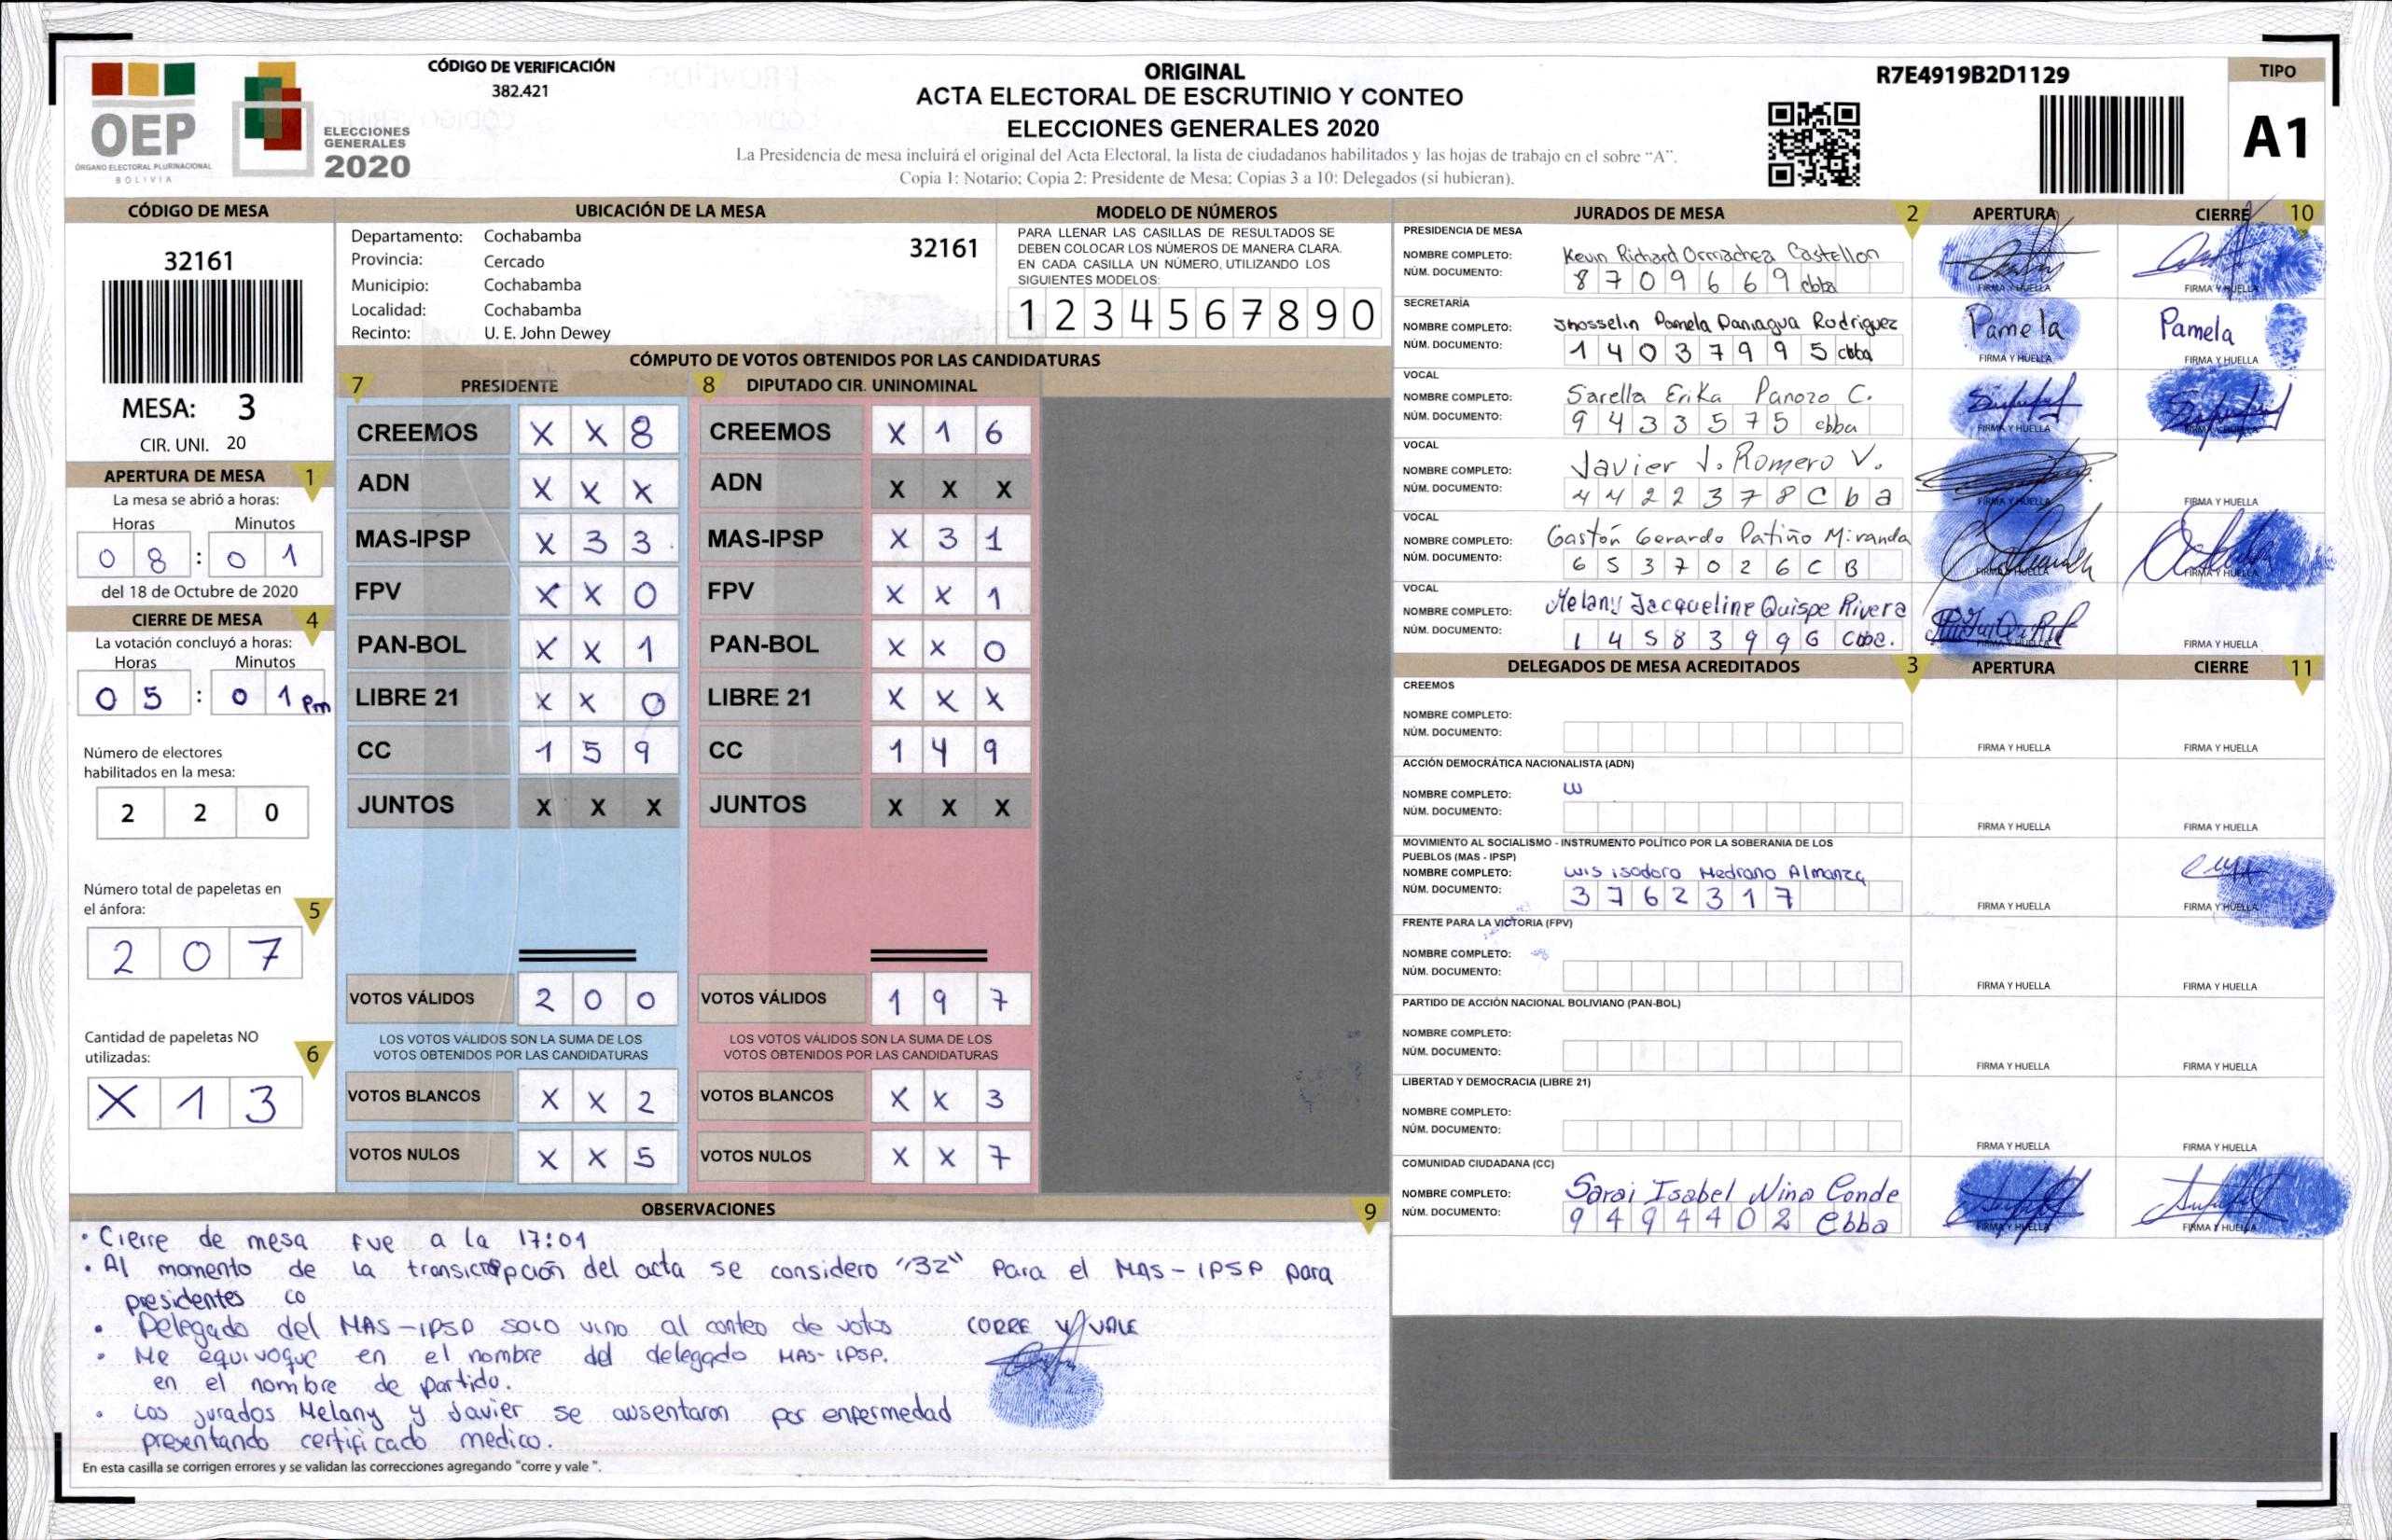 OEP
ÓRGANO ELECTORAL PLURINACIONAL
BOLIVIA
ELECCIONES
GENERALES
2020
CÓDIGO DE VERIFICACIÓN
382.421
ORIGINAL
ACTA ELECTORAL DE ESCRUTINIO Y CONTEO
ELECCIONES GENERALES 2020
La Presidencia de mesa incluirá el original del Acta Electoral, la lista de ciudadanos habilitados y las hojas de trabajo en el sobre "A".
Copia 1: Notario; Copia 2: Presidente de Mesa; Copias 3 a 10: Delegados (si hubieran).
R7E4919B2D1129
TIPO
A1
CÓDIGO DE MESA
32161
MESA: 3
CIR. UNI. 20
APERTURA DE MESA 1
La mesa se abrió a horas:
Horas Minutos
0 8 : 0 1
del 18 de Octubre de 2020
CIERRE DE MESA 4
La votación concluyó a horas:
Horas Minutos
0 5 : 0 1 Pm
Número de electores
habilitados en la mesa:
2 2 0
Número total de papeletas en
el ánfora: 5
2 0 7
Cantidad de papeletas NO
utilizadas: 6
X 1 3
UBICACIÓN DE LA MESA
Departamento: Cochabamba 32161
Provincia: Cercado
Municipio: Cochabamba
Localidad: Cochabamba
Recinto: U. E. John Dewey
MODELO DE NÚMEROS
PARA LLENAR LAS CASILLAS DE RESULTADOS SE
DEBEN COLOCAR LOS NÚMEROS DE MANERA CLARA.
EN CADA CASILLA UN NÚMERO, UTILIZANDO LOS
SIGUIENTES MODELOS:
1 2 3 4 5 6 7 8 9 0
CÓMPUTO DE VOTOS OBTENIDOS POR LAS CANDIDATURAS
7 PRESIDENTE 8 DIPUTADO CIR. UNINOMINAL
CREEMOS X X 8 CREEMOS X 1 6
ADN X X X ADN X X X
MAS-IPSP X 3 3 MAS-IPSP X 3 1
FPV X X 0 FPV X X 1
PAN-BOL X X 1 PAN-BOL X X 0
LIBRE 21 X X 0 LIBRE 21 X X X
CC 1 5 9 CC 1 4 9
JUNTOS X X X JUNTOS X X X
VOTOS VÁLIDOS 2 0 0 VOTOS VÁLIDOS 1 9 7
LOS VOTOS VÁLIDOS SON LA SUMA DE LOS LOS VOTOS VÁLIDOS SON LA SUMA DE LOS
VOTOS OBTENIDOS POR LAS CANDIDATURAS VOTOS OBTENIDOS POR LAS CANDIDATURAS
VOTOS BLANCOS X X 2 VOTOS BLANCOS X X 3
VOTOS NULOS X X 5 VOTOS NULOS X X 7
JURADOS DE MESA 2 APERTURA CIERRE 10
PRESIDENCIA DE MESA
NOMBRE COMPLETO: Kevin Richard Ormachea Castellon
NÚM. DOCUMENTO: 8 7 0 9 6 6 9 cbba FIRMA Y HUELLA FIRMA Y HUELLA
SECRETARÍA
NOMBRE COMPLETO: Jhosselin Pamela Paniagua Rodriguez Pamela Pamela
NÚM. DOCUMENTO: 1 4 0 3 7 9 9 5 cbba FIRMA Y HUELLA FIRMA Y HUELLA
VOCAL
NOMBRE COMPLETO: Sarella Erika Panozo C.
NÚM. DOCUMENTO: 9 4 3 3 5 7 5 cbba FIRMA Y HUELLA FIRMA Y HUELLA
VOCAL
NOMBRE COMPLETO: Javier J. Romero V.
NÚM. DOCUMENTO: 4 4 2 2 3 7 8 C b a FIRMA Y HUELLA FIRMA Y HUELLA
VOCAL
NOMBRE COMPLETO: Gastón Gerardo Patiño Miranda
NÚM. DOCUMENTO: 6 5 3 7 0 2 6 C B FIRMA Y HUELLA FIRMA Y HUELLA
VOCAL
NOMBRE COMPLETO: Melany Jacqueline Quispe Rivera
NÚM. DOCUMENTO: 1 4 5 8 3 9 9 6 Cbba. FIRMA Y HUELLA FIRMA Y HUELLA
DELEGADOS DE MESA ACREDITADOS 3 APERTURA CIERRE 11
CREEMOS
NOMBRE COMPLETO:
NÚM. DOCUMENTO: FIRMA Y HUELLA FIRMA Y HUELLA
ACCIÓN DEMOCRÁTICA NACIONALISTA (ADN)
NOMBRE COMPLETO:
NÚM. DOCUMENTO: FIRMA Y HUELLA FIRMA Y HUELLA
MOVIMIENTO AL SOCIALISMO - INSTRUMENTO POLÍTICO POR LA SOBERANIA DE LOS
PUEBLOS (MAS - IPSP)
NOMBRE COMPLETO: Luis isodoro Medrano Almanza
NÚM. DOCUMENTO: 3 7 6 2 3 1 7 FIRMA Y HUELLA FIRMA Y HUELLA
FRENTE PARA LA VICTORIA (FPV)
NOMBRE COMPLETO:
NÚM. DOCUMENTO: FIRMA Y HUELLA FIRMA Y HUELLA
PARTIDO DE ACCIÓN NACIONAL BOLIVIANO (PAN-BOL)
NOMBRE COMPLETO:
NÚM. DOCUMENTO: FIRMA Y HUELLA FIRMA Y HUELLA
LIBERTAD Y DEMOCRACIA (LIBRE 21)
NOMBRE COMPLETO:
NÚM. DOCUMENTO: FIRMA Y HUELLA FIRMA Y HUELLA
COMUNIDAD CIUDADANA (CC)
NOMBRE COMPLETO: Sarai Isabel Nina Conde
NÚM. DOCUMENTO: 9 4 9 4 4 0 2 Cbba FIRMA Y HUELLA FIRMA Y HUELLA
OBSERVACIONES 9
• Cierre de mesa fue a la 17:01
• Al momento de la del acta se considero "32" Para el MAS-IPSP para
presidentes co
• Delegado del MAS-IPSP solo vino al conteo de votos CORRE Y VALE
• Me equivoque en el nombre del delegado MAS-IPSP.
en el nombre de partido.
• Los jurados Melany y Javier se ausentaron por enfermedad
presentando certificado medico.
En esta casilla se corrigen errores y se validan las correcciones agregando "corre y vale ".